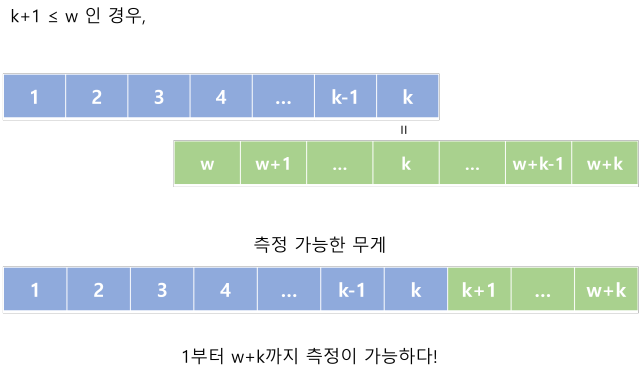 k+1 ≤ w 인 경우,
1 2 3 4 ... k-1 k
=
w w+1 ... k ... w+k-1 w+k
측정 가능한 무게
1 2 3 4 ... k-1 k k+1 ... w+k
1부터 w+k까지 측정이 가능하다!